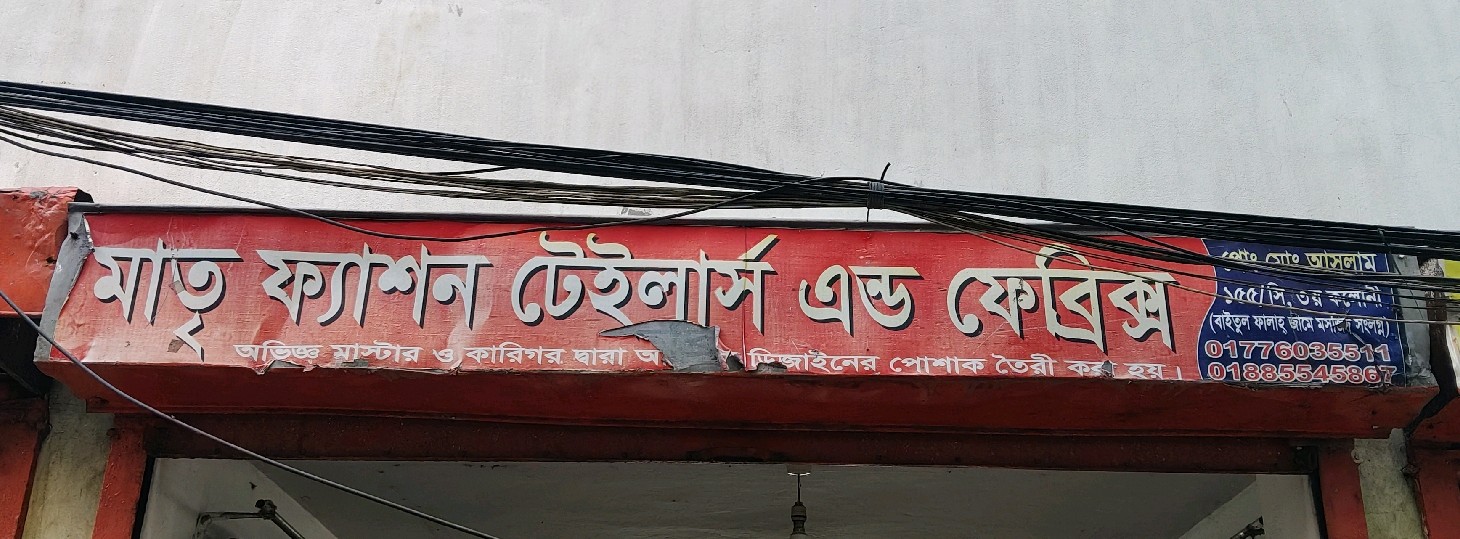 মাতৃ ফ্যাশন টেইলার্স এন্ড ফেব্রিক্স
অভিজ্ঞ মাস্টার ও কারিগর দ্বারা ডিজাইনের পোশাক তৈরী করা হয় ।
প্রোঃ মোঃ আসলাম
১৫৫/সি, ৩য় কলোনী
(বাইতুল ফালাহ্ জামে মসজিদ সংলগ্ন)
01776035511
01885545867